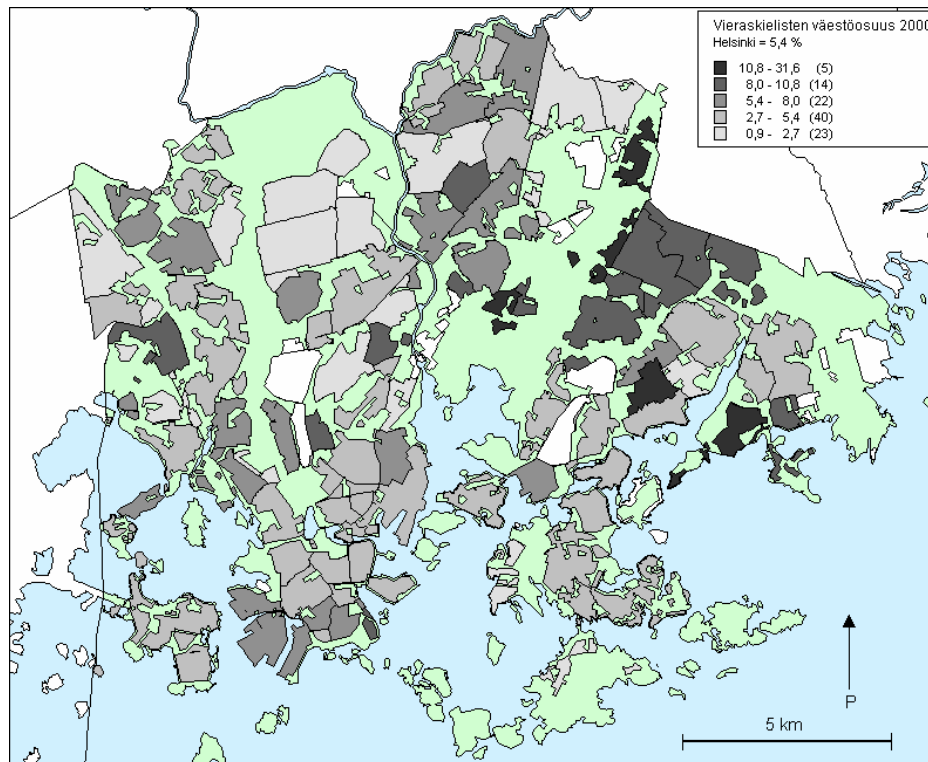 Vieraskielisten väestöosuus 2000
Helsinki = 5,4 %
10,8 - 31,6 (5)
8,0 - 10,8 (14)
5,4 - 8,0 (22)
2,7 - 5,4 (40)
0,9 - 2,7 (23)
P
5 km